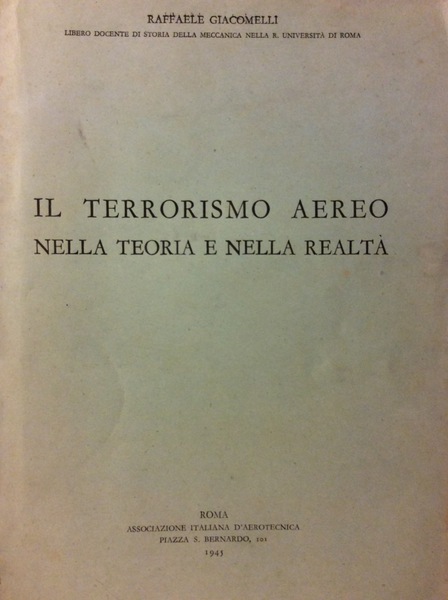 RAFFAELE GIACOMELLI
LIBERO DOCENTE DI STORIA DELLA MECCANICA NELLA R. UNIVERSITÀ DI ROMA
IL TERRORISMO AEREO
NELLA TEORIA E NELLA REALTÀ
ROMA
ASSOCIAZIONE ITALIANA D'AEROTECNICA
PIAZZA S. BERNARDO, 101
1945